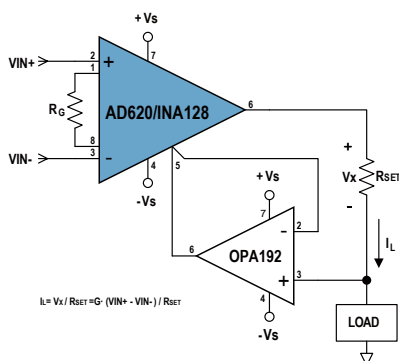 +Vs
7
VIN+
2
+
1
RG
AD620/INA128
6
8
VIN-
3
-
4
5
-Vs
+
Vx
RSET
-
+Vs
7
-
2
6
OPA192
IL
+
3
4
-Vs
IL= Vx / RSET =G· (VIN+ - VIN-) / RSET
LOAD